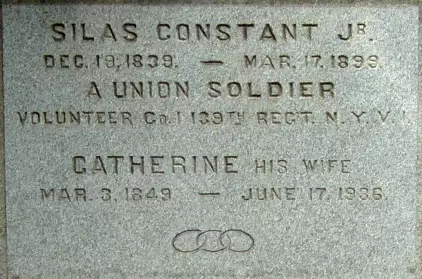 SILAS CONSTANT JR.
DEC. 19, 1839. — MAR. 17, 1899.
A UNION SOLDIER
VOLUNTEER CO. I 139TH REG'T. N.Y.V.I.
CATHERINE HIS WIFE
MAR. 3, 1849 — JUNE 17, 1936.